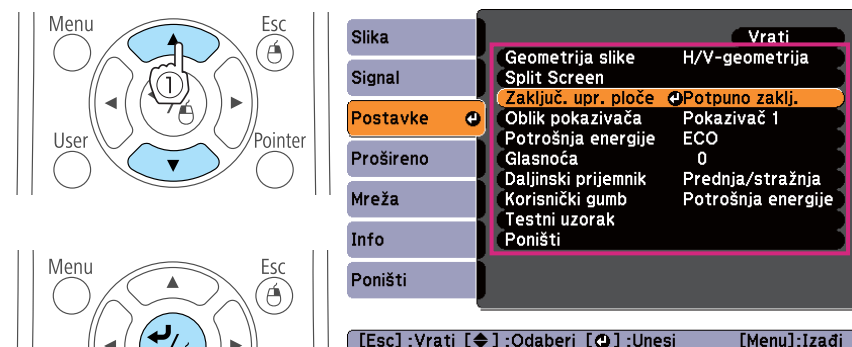 Menu
Esc
1
User
Pointer
Menu
Esc
Slika
Signal
Postavke
Prošireno
Mreža
Info
Poništi
Vrati
Geometrija slike H/V-geometrija
Split Screen
Zaključ. upr. ploče Potpuno zaklj.
Oblik pokazivača Pokazivač 1
Potrošnja energije ECO
Glasnoća 0
Daljinski prijemnik Prednja/stražnja
Korisnički gumb Potrošnja energije
Testni uzorak
Poništi
[Esc] :Vrati [◆] :Odaberi [⏎] :Unesi [Menu]:Izađi